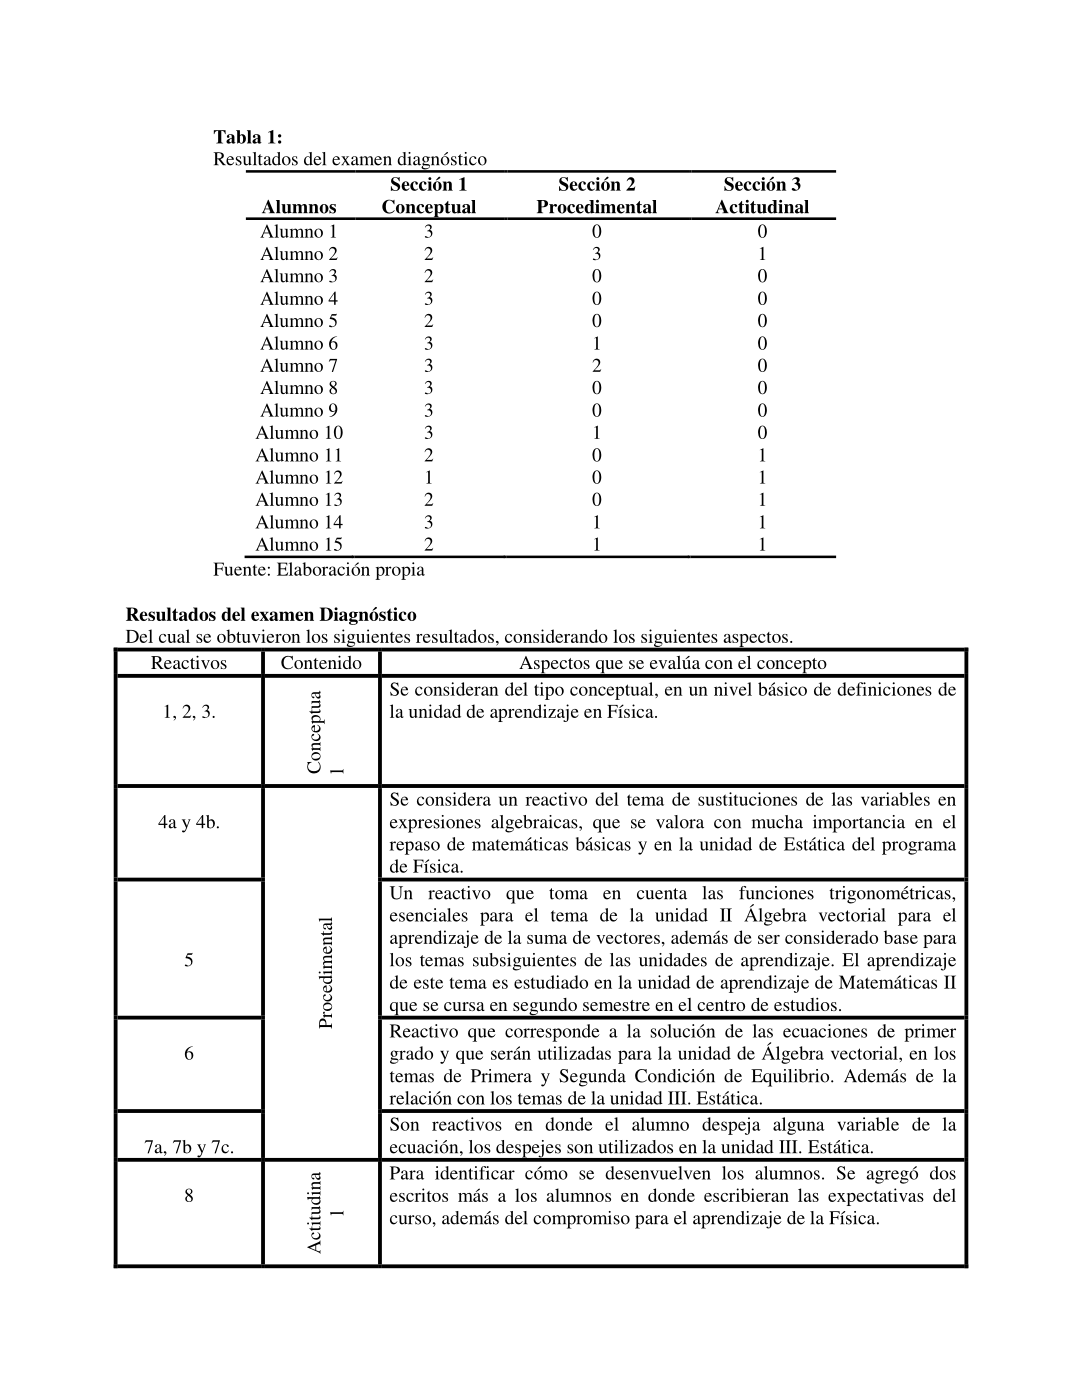 Tabla 1:
Resultados del examen diagnóstico
Alumnos Sección 1 Conceptual Sección 2 Procedimental Sección 3 Actitudinal
Alumno 1 3 0 0
Alumno 2 2 3 1
Alumno 3 2 0 0
Alumno 4 3 0 0
Alumno 5 2 0 0
Alumno 6 3 1 0
Alumno 7 3 2 0
Alumno 8 3 0 0
Alumno 9 3 0 0
Alumno 10 3 1 0
Alumno 11 2 0 1
Alumno 12 1 0 1
Alumno 13 2 0 1
Alumno 14 3 1 1
Alumno 15 2 1 1
Fuente: Elaboración propia
Resultados del examen Diagnóstico
Del cual se obtuvieron los siguientes resultados, considerando los siguientes aspectos.
Reactivos Contenido Aspectos que se evalúa con el concepto
1, 2, 3.
Conceptua
l
Se consideran del tipo conceptual, en un nivel básico de definiciones de
la unidad de aprendizaje en Física.
4a y 4b.
Procedimental
Se considera un reactivo del tema de sustituciones de las variables en
expresiones algebraicas, que se valora con mucha importancia en el
repaso de matemáticas básicas y en la unidad de Estática del programa
de Física.
5
Un reactivo que toma en cuenta las funciones trigonométricas,
esenciales para el tema de la unidad II Álgebra vectorial para el
aprendizaje de la suma de vectores, además de ser considerado base para
los temas subsiguientes de las unidades de aprendizaje. El aprendizaje
de este tema es estudiado en la unidad de aprendizaje de Matemáticas II
que se cursa en segundo semestre en el centro de estudios.
6
Reactivo que corresponde a la solución de las ecuaciones de primer
grado y que serán utilizadas para la unidad de Álgebra vectorial, en los
temas de Primera y Segunda Condición de Equilibrio. Además de la
relación con los temas de la unidad III. Estática.
7a, 7b y 7c.
Son reactivos en donde el alumno despeja alguna variable de la
ecuación, los despejes son utilizados en la unidad III. Estática.
8
Actitudina
l
Para identificar cómo se desenvuelven los alumnos. Se agregó dos
escritos más a los alumnos en donde escribieran las expectativas del
curso, además del compromiso para el aprendizaje de la Física.